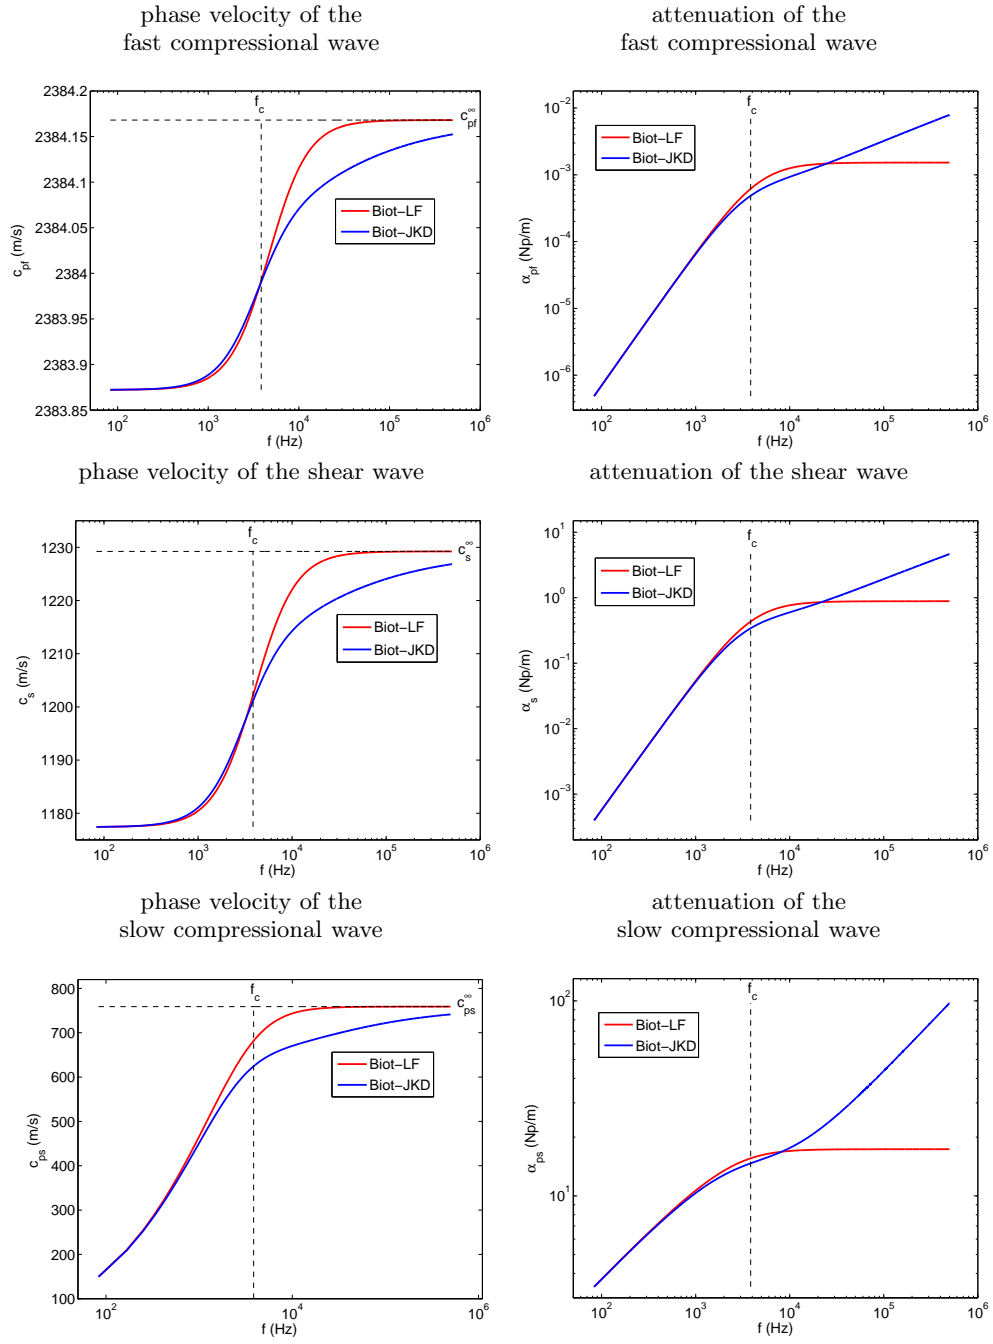 phase velocity of the
fast compressional wave
attenuation of the
fast compressional wave
2384.2
2384.15
2384.1
2384.05
2384
2383.95
2383.9
2383.85
c_pf (m/s)
f_c
c_pf^∞
Biot−LF
Biot−JKD
10^2
10^3
10^4
10^5
10^6
f (Hz)
10^−2
10^−3
10^−4
10^−5
10^−6
α_pf (Np/m)
f_c
Biot−LF
Biot−JKD
10^2
10^3
10^4
10^5
10^6
f (Hz)
phase velocity of the shear wave
attenuation of the shear wave
1230
1220
1210
1200
1190
1180
c_s (m/s)
f_c
c_s^∞
Biot−LF
Biot−JKD
10^2
10^3
10^4
10^5
10^6
f (Hz)
10^1
10^0
10^−1
10^−2
10^−3
α_s (Np/m)
f_c
Biot−LF
Biot−JKD
10^2
10^3
10^4
10^5
10^6
f (Hz)
phase velocity of the
slow compressional wave
attenuation of the
slow compressional wave
800
700
600
500
400
300
200
100
c_ps (m/s)
f_c
c_ps^∞
Biot−LF
Biot−JKD
10^2
10^4
10^6
f (Hz)
10^2
10^1
α_ps (Np/m)
f_c
Biot−LF
Biot−JKD
10^2
10^3
10^4
10^5
10^6
f (Hz)